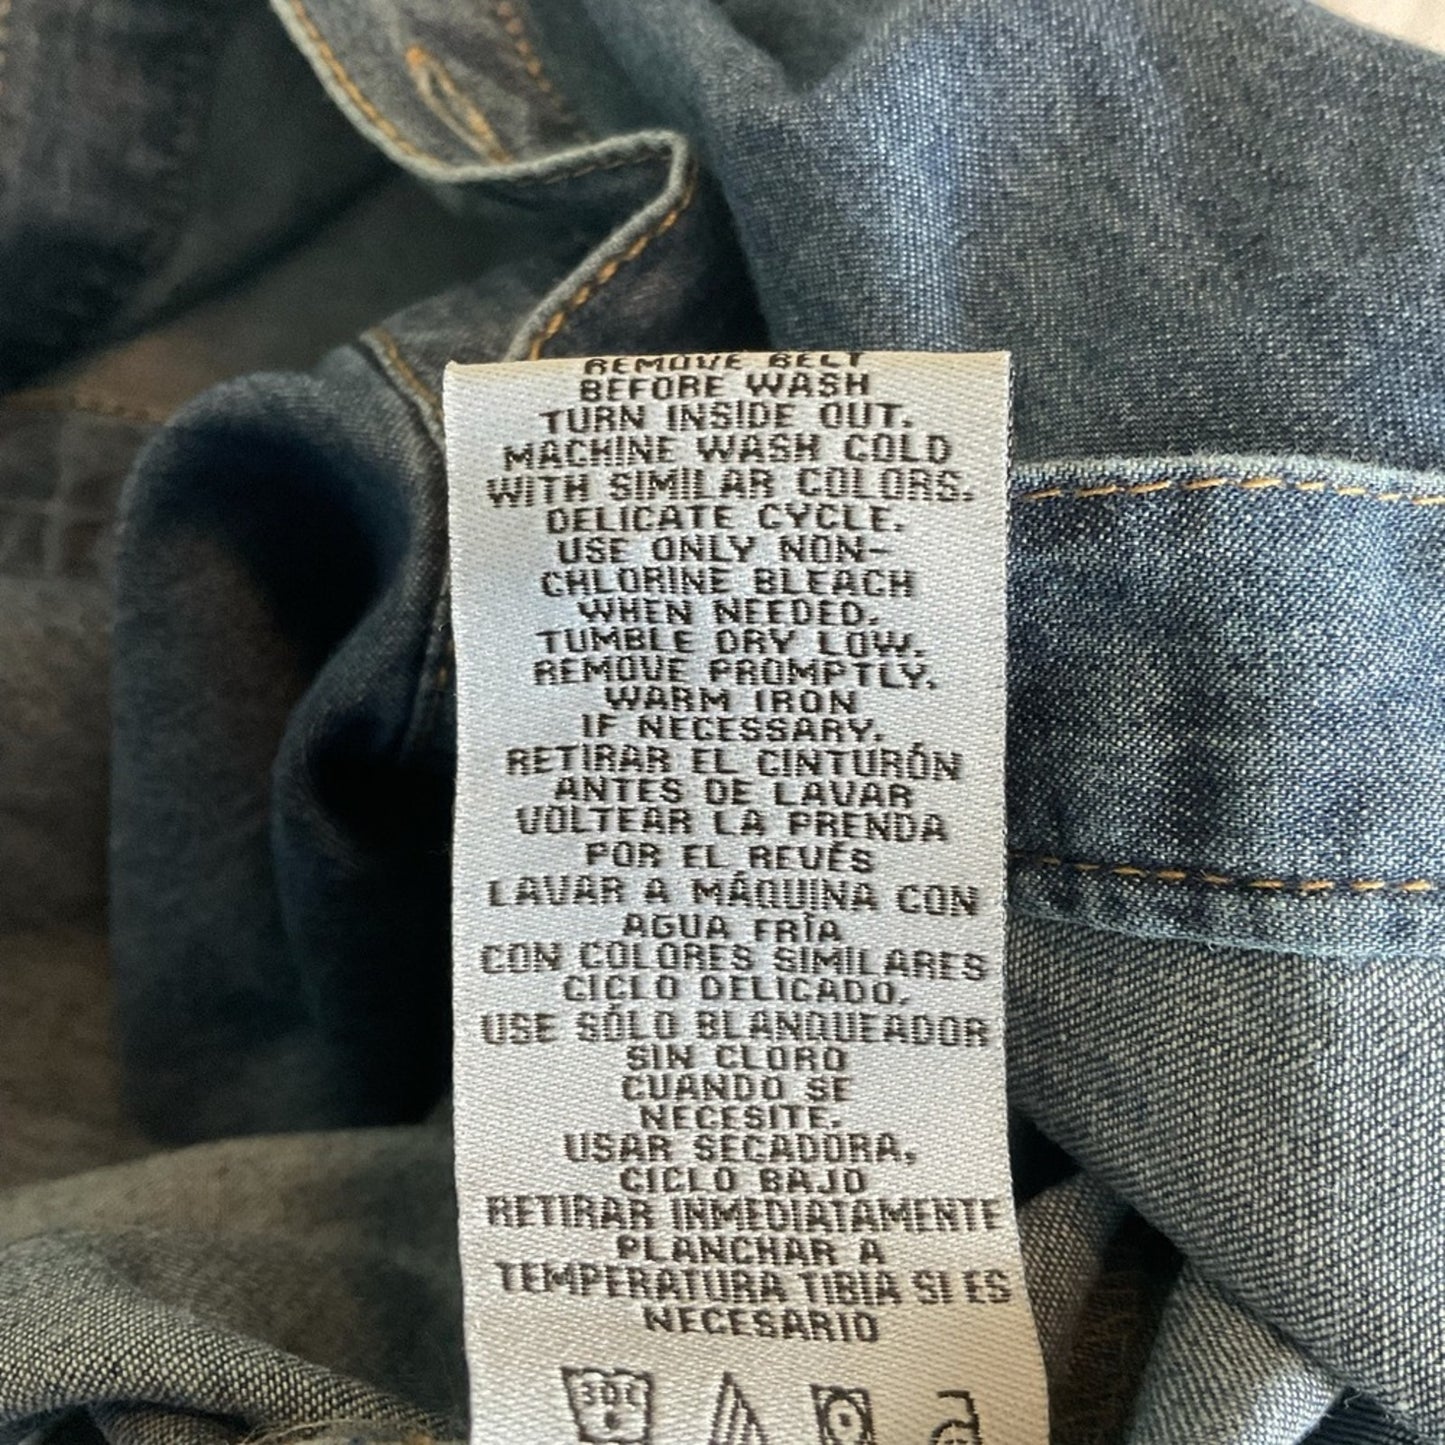 REMOVE BELT
BEFORE WASH
TURN INSIDE OUT.
MACHINE WASH COLD
WITH SIMILAR COLORS.
DELICATE CYCLE.
USE ONLY NON-
CHLORINE BLEACH
WHEN NEEDED.
TUMBLE DRY LOW.
REMOVE PROMPTLY.
WARM IRON
IF NECESSARY.
RETIRAR EL CINTURÓN
ANTES DE LAVAR
VOLTEAR LA PRENDA
POR EL REVÉS
LAVAR A MÁQUINA CON
AGUA FRÍA
CON COLORES SIMILARES
CICLO DELICADO.
USE SÓLO BLANQUEADOR
SIN CLORO
CUANDO SE
NECESITE.
USAR SECADORA,
CICLO BAJO
RETIRAR INMEDIATAMENTE
PLANCHAR A
TEMPERATURA TIBIA SI ES
NECESARIO
30C